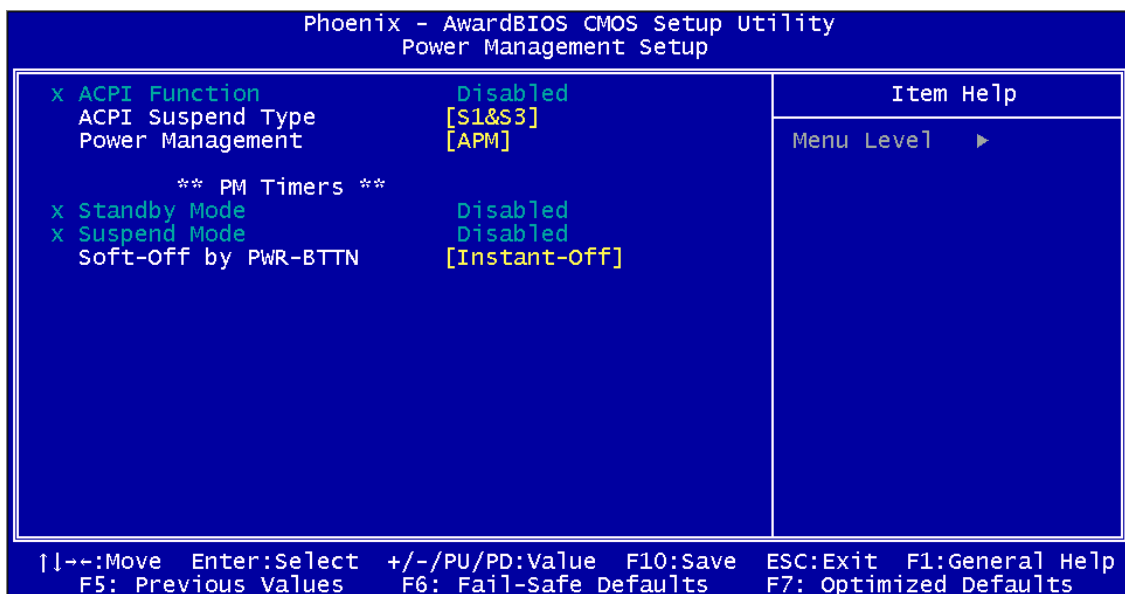 Phoenix - AwardBIOS CMOS Setup Utility
Power Management Setup
x ACPI Function Disabled
ACPI Suspend Type [S1&S3]
Power Management [APM]
** PM Timers **
x Standby Mode Disabled
x Suspend Mode Disabled
Soft-Off by PWR-BTTN [Instant-Off]
Item Help
Menu Level ▶
↑↓→←:Move Enter:Select +/-/PU/PD:Value F10:Save ESC:Exit F1:General Help
F5: Previous Values F6: Fail-Safe Defaults F7: Optimized Defaults